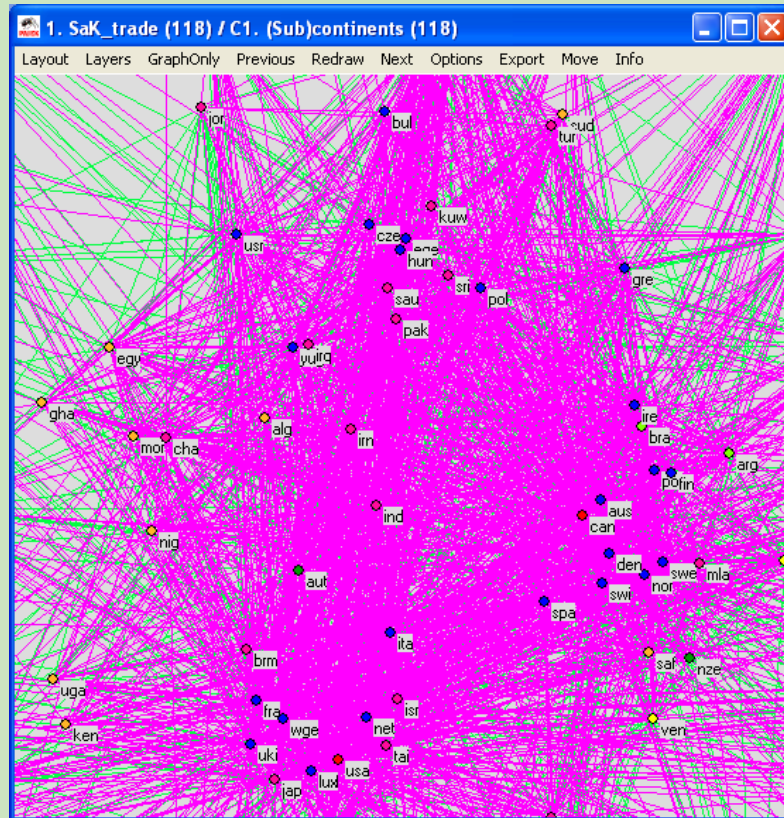 1. SaK_trade (118) / C1. (Sub)continents (118)
Layout Layers GraphOnly Previous Redraw Next Options Export Move Info
jor
bul
tur
kuw
usr
cze
hun
gre
sri
sau
pol
pak
egy
irq
gha
ire
alg
bra
mor
cha
irn
arg
fin
ind
aus
can
nig
den
aut
swe
mla
swi
nor
spa
ita
brm
saf
nze
uga
isr
fra
wge
net
ven
ken
uki
tai
usa
lux
jap